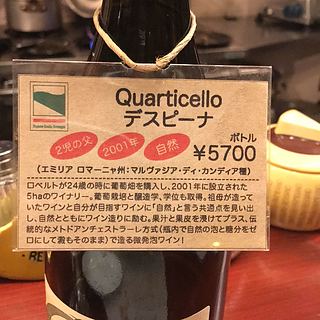 Quarticello
デスピーナ
2児の父 2001年 自然
ボトル
¥5700
(エミリア ロマーニャ州:マルヴァジア・ディ・カンディア種)
ロベルトが24歳の時に葡萄畑を購入し、2001年に設立された
5haのワイナリー。葡萄栽培と醸造学、学位も取得。祖母が造って
いたワインと自分が目指すワインに「自然」と言う共通点を見い出
し、自然とともにワイン造りに励む。果汁と果皮を浸けてプラス、伝
統的なメトドアンチェストラーレ方式(瓶内で自然の泡と糖分をゼ
ロにして澱もそのまま)で造る微発泡ワイン!